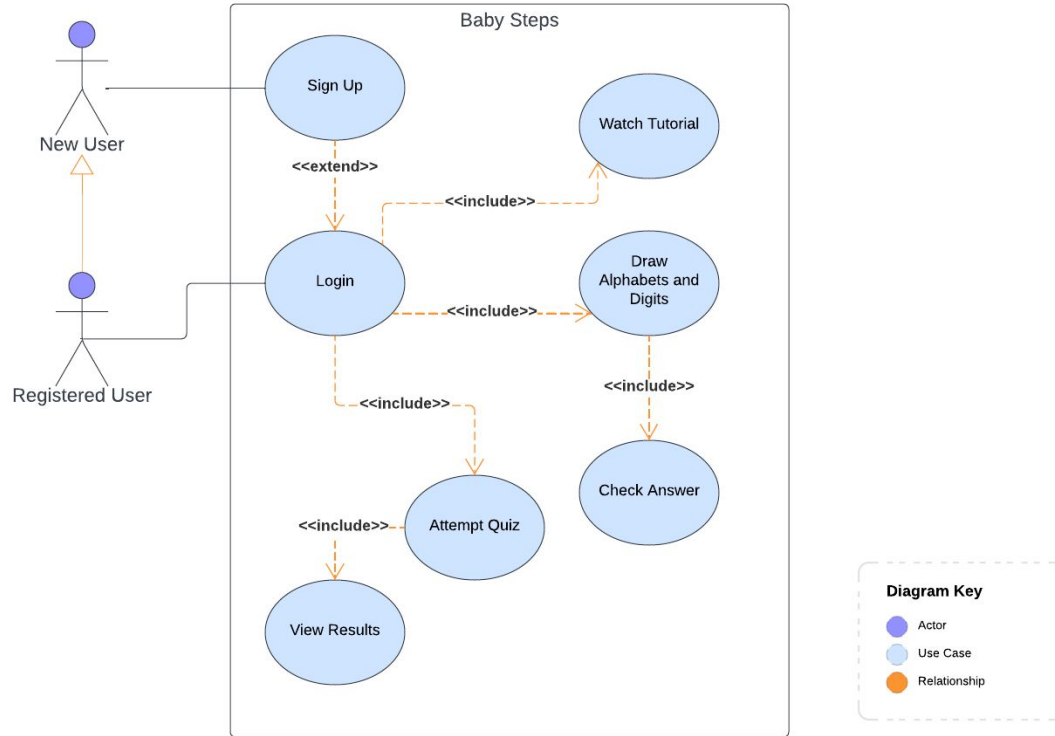 Baby Steps
Sign Up
Watch Tutorial
New User
<<extend>>
<<include>>
Login
Draw
Alphabets and
Digits
<<include>>
Registered User
<<include>>
<<include>>
Check Answer
<<include>>
Attempt Quiz
View Results
Diagram Key
Actor
Use Case
Relationship